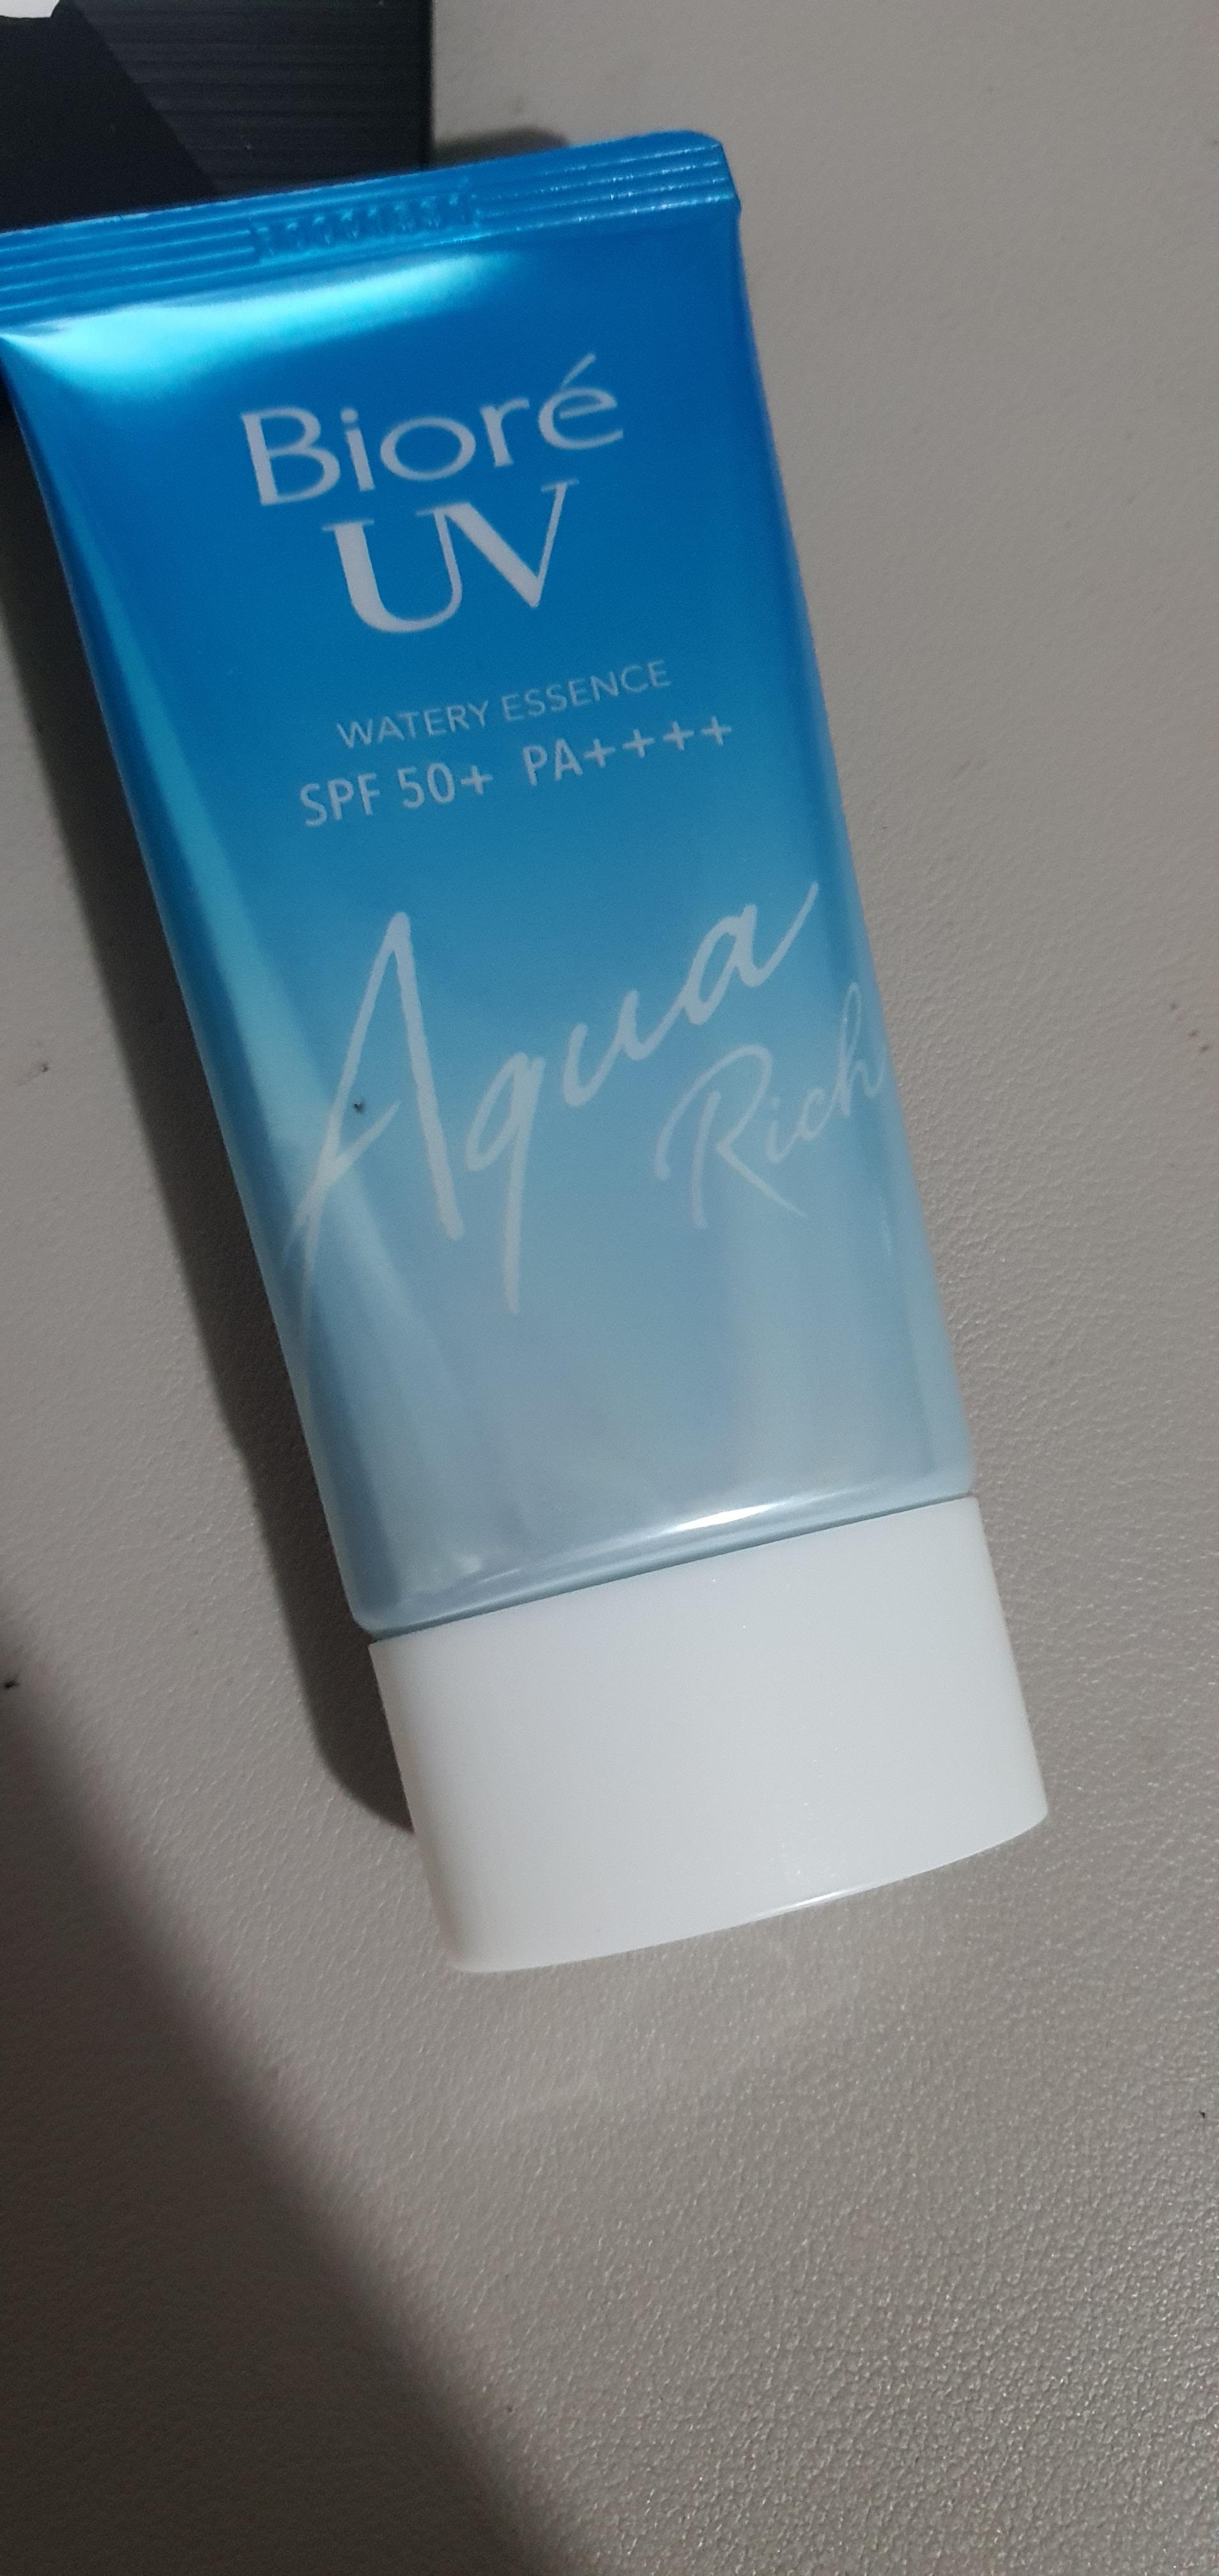 Bioré
UV
WATERY ESSENCE
SPF 50+ PA++++
Aqua
Rich